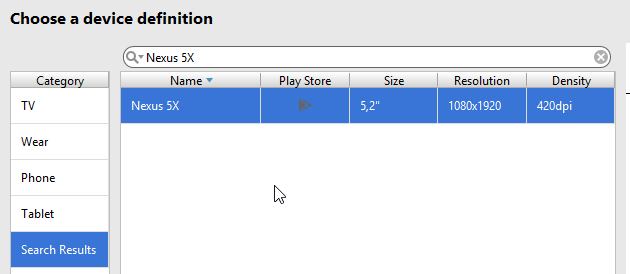 Choose a device definition
Nexus 5X
Category
Name Play Store Size Resolution Density
TV
Nexus 5X 5,2" 1080x1920 420dpi
Wear
Phone
Tablet
Search Results